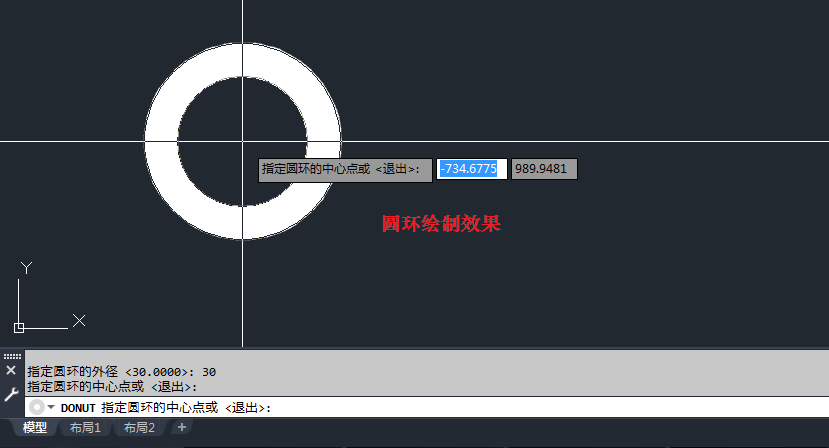 指定圆环的中心点或 <退出>: -734.6775 989.9481
圆环绘制效果
Y
X
指定圆环的外径 <30.0000>: 30
指定圆环的中心点或 <退出>:
DONUT 指定圆环的中心点或 <退出>:
模型 布局1 布局2 +